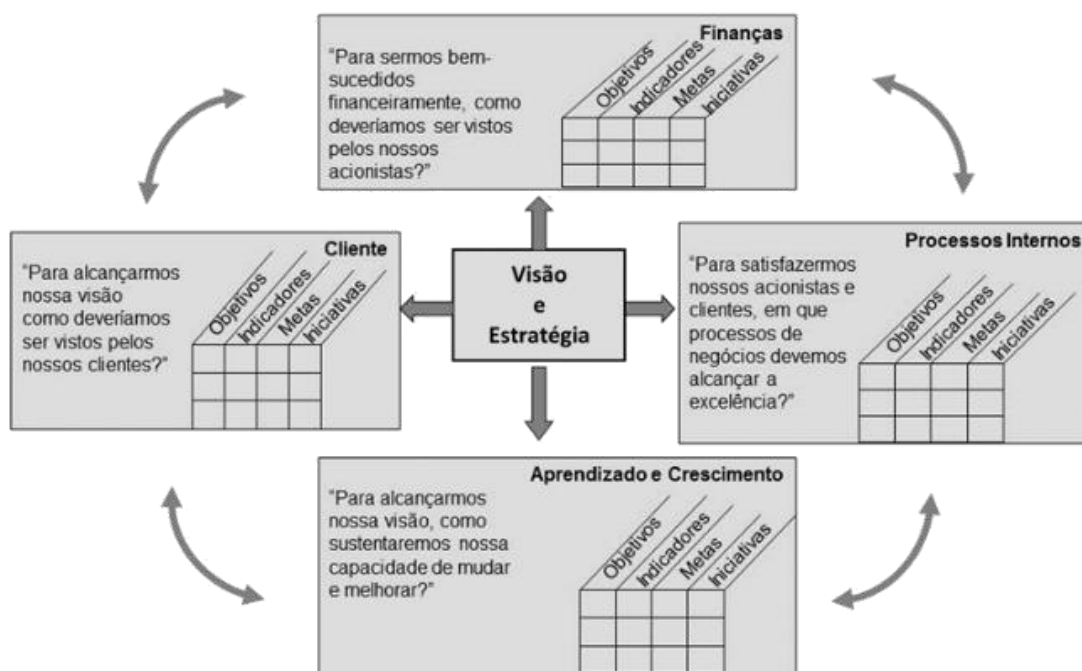 Finanças
"Para sermos bem-
sucedidos
financeiramente, como
deveríamos ser vistos
pelos nossos
acionistas?"
Objetivos
Indicadores
Metas
Iniciativas
Cliente
"Para alcançarmos
nossa visão
como deveríamos
ser vistos pelos
nossos clientes?"
Objetivos
Indicadores
Metas
Iniciativas
Visão
e
Estratégia
Processos Internos
"Para satisfazermos
nossos acionistas e
clientes, em que
processos de
negócios devemos
alcançar a
excelência?"
Objetivos
Indicadores
Metas
Iniciativas
Aprendizado e Crescimento
"Para alcançarmos
nossa visão, como
sustentaremos nossa
capacidade de mudar
e melhorar?"
Objetivos
Indicadores
Metas
Iniciativas